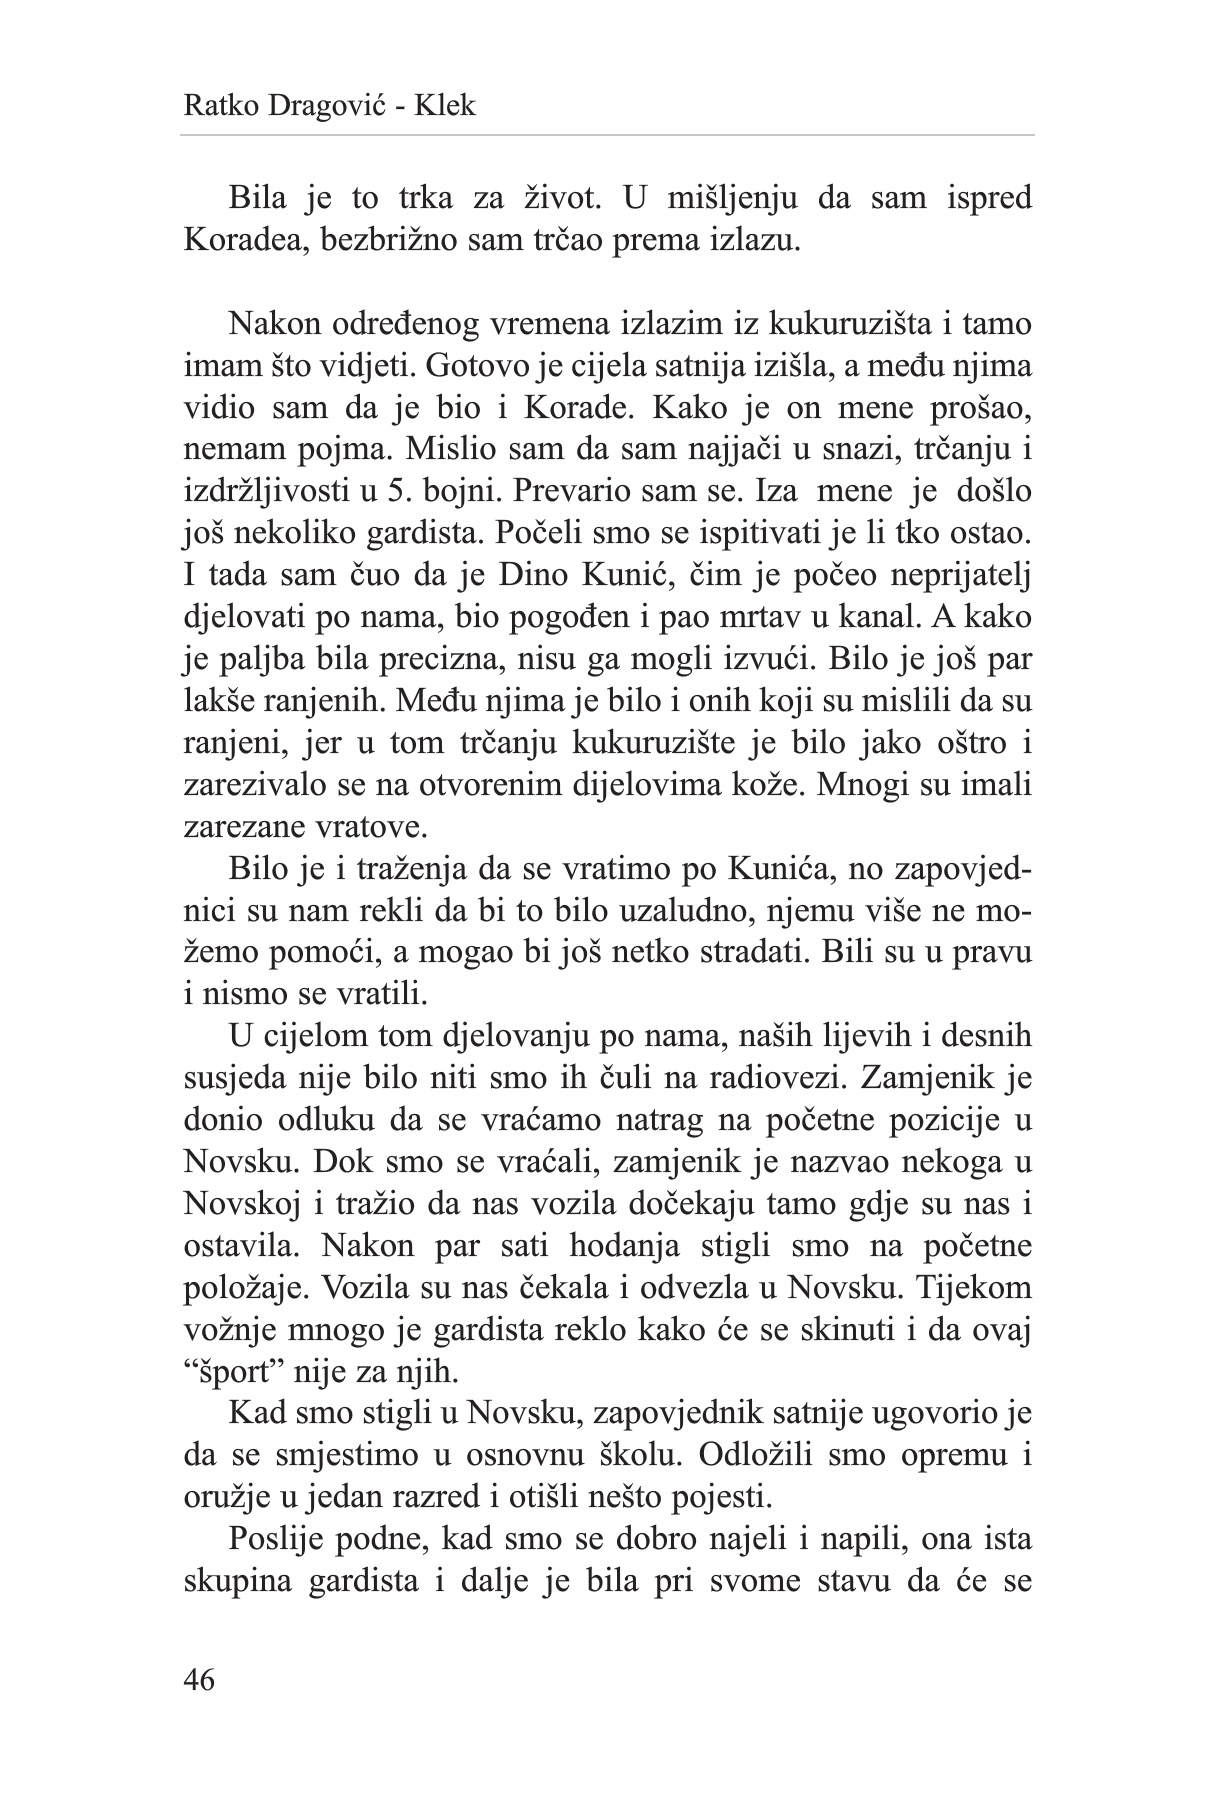 Ratko Dragović - Klek
Bila je to trka za život. U mišljenju da sam ispred
Koradea, bezbrižno sam trčao prema izlazu.
Nakon određenog vremena izlazim iz kukuruzišta i tamo
imam što vidjeti. Gotovo je cijela satnija izišla, a među njima
vidio sam da je bio i Korade. Kako je on mene prošao,
nemam pojma. Mislio sam da sam najjači u snazi, trčanju i
izdržljivosti u 5. bojni. Prevario sam se. Iza mene je došlo
još nekoliko gardista. Počeli smo se ispitivati je li tko ostao.
I tada sam čuo da je Dino Kunić, čim je počeo neprijatelj
djelovati po nama, bio pogođen i pao mrtav u kanal. A kako
je paljba bila precizna, nisu ga mogli izvući. Bilo je još par
lakše ranjenih. Među njima je bilo i onih koji su mislili da su
ranjeni, jer u tom trčanju kukuruzište je bilo jako oštro i
zarezivalo se na otvorenim dijelovima kože. Mnogi su imali
zarezane vratove.
Bilo je i traženja da se vratimo po Kunića, no zapovjed-
nici su nam rekli da bi to bilo uzaludno, njemu više ne mo-
žemo pomoći, a mogao bi još netko stradati. Bili su u pravu
i nismo se vratili.
U cijelom tom djelovanju po nama, naših lijevih i desnih
susjeda nije bilo niti smo ih čuli na radiovezi. Zamjenik je
donio odluku da se vraćamo natrag na početne pozicije u
Novsku. Dok smo se vraćali, zamjenik je nazvao nekoga u
Novskoj i tražio da nas vozila dočekaju tamo gdje su nas i
ostavila. Nakon par sati hodanja stigli smo na početne
položaje. Vozila su nas čekala i odvezla u Novsku. Tijekom
vožnje mnogo je gardista reklo kako će se skinuti i da ovaj
“šport” nije za njih.
Kad smo stigli u Novsku, zapovjednik satnije ugovorio je
da se smjestimo u osnovnu školu. Odložili smo opremu i
oružje u jedan razred i otišli nešto pojesti.
Poslije podne, kad smo se dobro najeli i napili, ona ista
skupina gardista i dalje je bila pri svome stavu da će se
46